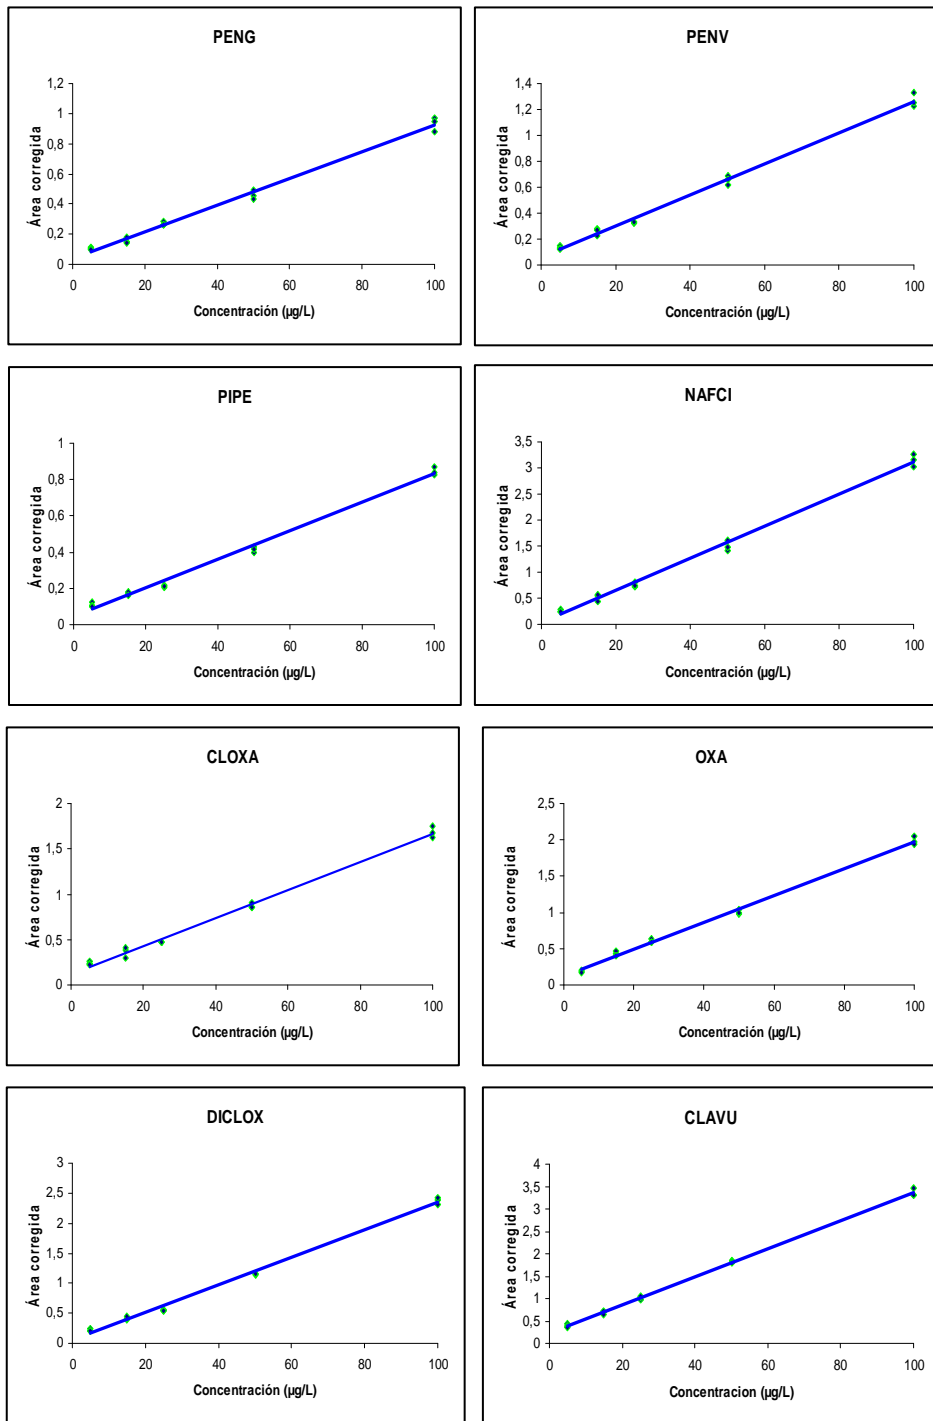 PENG
1,2
1
0,8
0,6
0,4
0,2
0
0 20 40 60 80 100
Área corregida
Concentración (µg/L)
PENV
1,4
1,2
1
0,8
0,6
0,4
0,2
0
0 20 40 60 80 100
Área corregida
Concentración (µg/L)
PIPE
1
0,8
0,6
0,4
0,2
0
0 20 40 60 80 100
Área corregida
Concentración (µg/L)
NAFCI
3,5
3
2,5
2
1,5
1
0,5
0
0 20 40 60 80 100
Área corregida
Concentración (µg/L)
CLOXA
2
1,5
1
0,5
0
0 20 40 60 80 100
Área corregida
Concentración (µg/L)
OXA
2,5
2
1,5
1
0,5
0
0 20 40 60 80 100
Área corregida
Concentración (µg/L)
DICLOX
3
2,5
2
1,5
1
0,5
0
0 20 40 60 80 100
Área corregida
Concentración (µg/L)
CLAVU
4
3,5
3
2,5
2
1,5
1
0,5
0
0 20 40 60 80 100
Área corregida
Concentracion (µg/L)